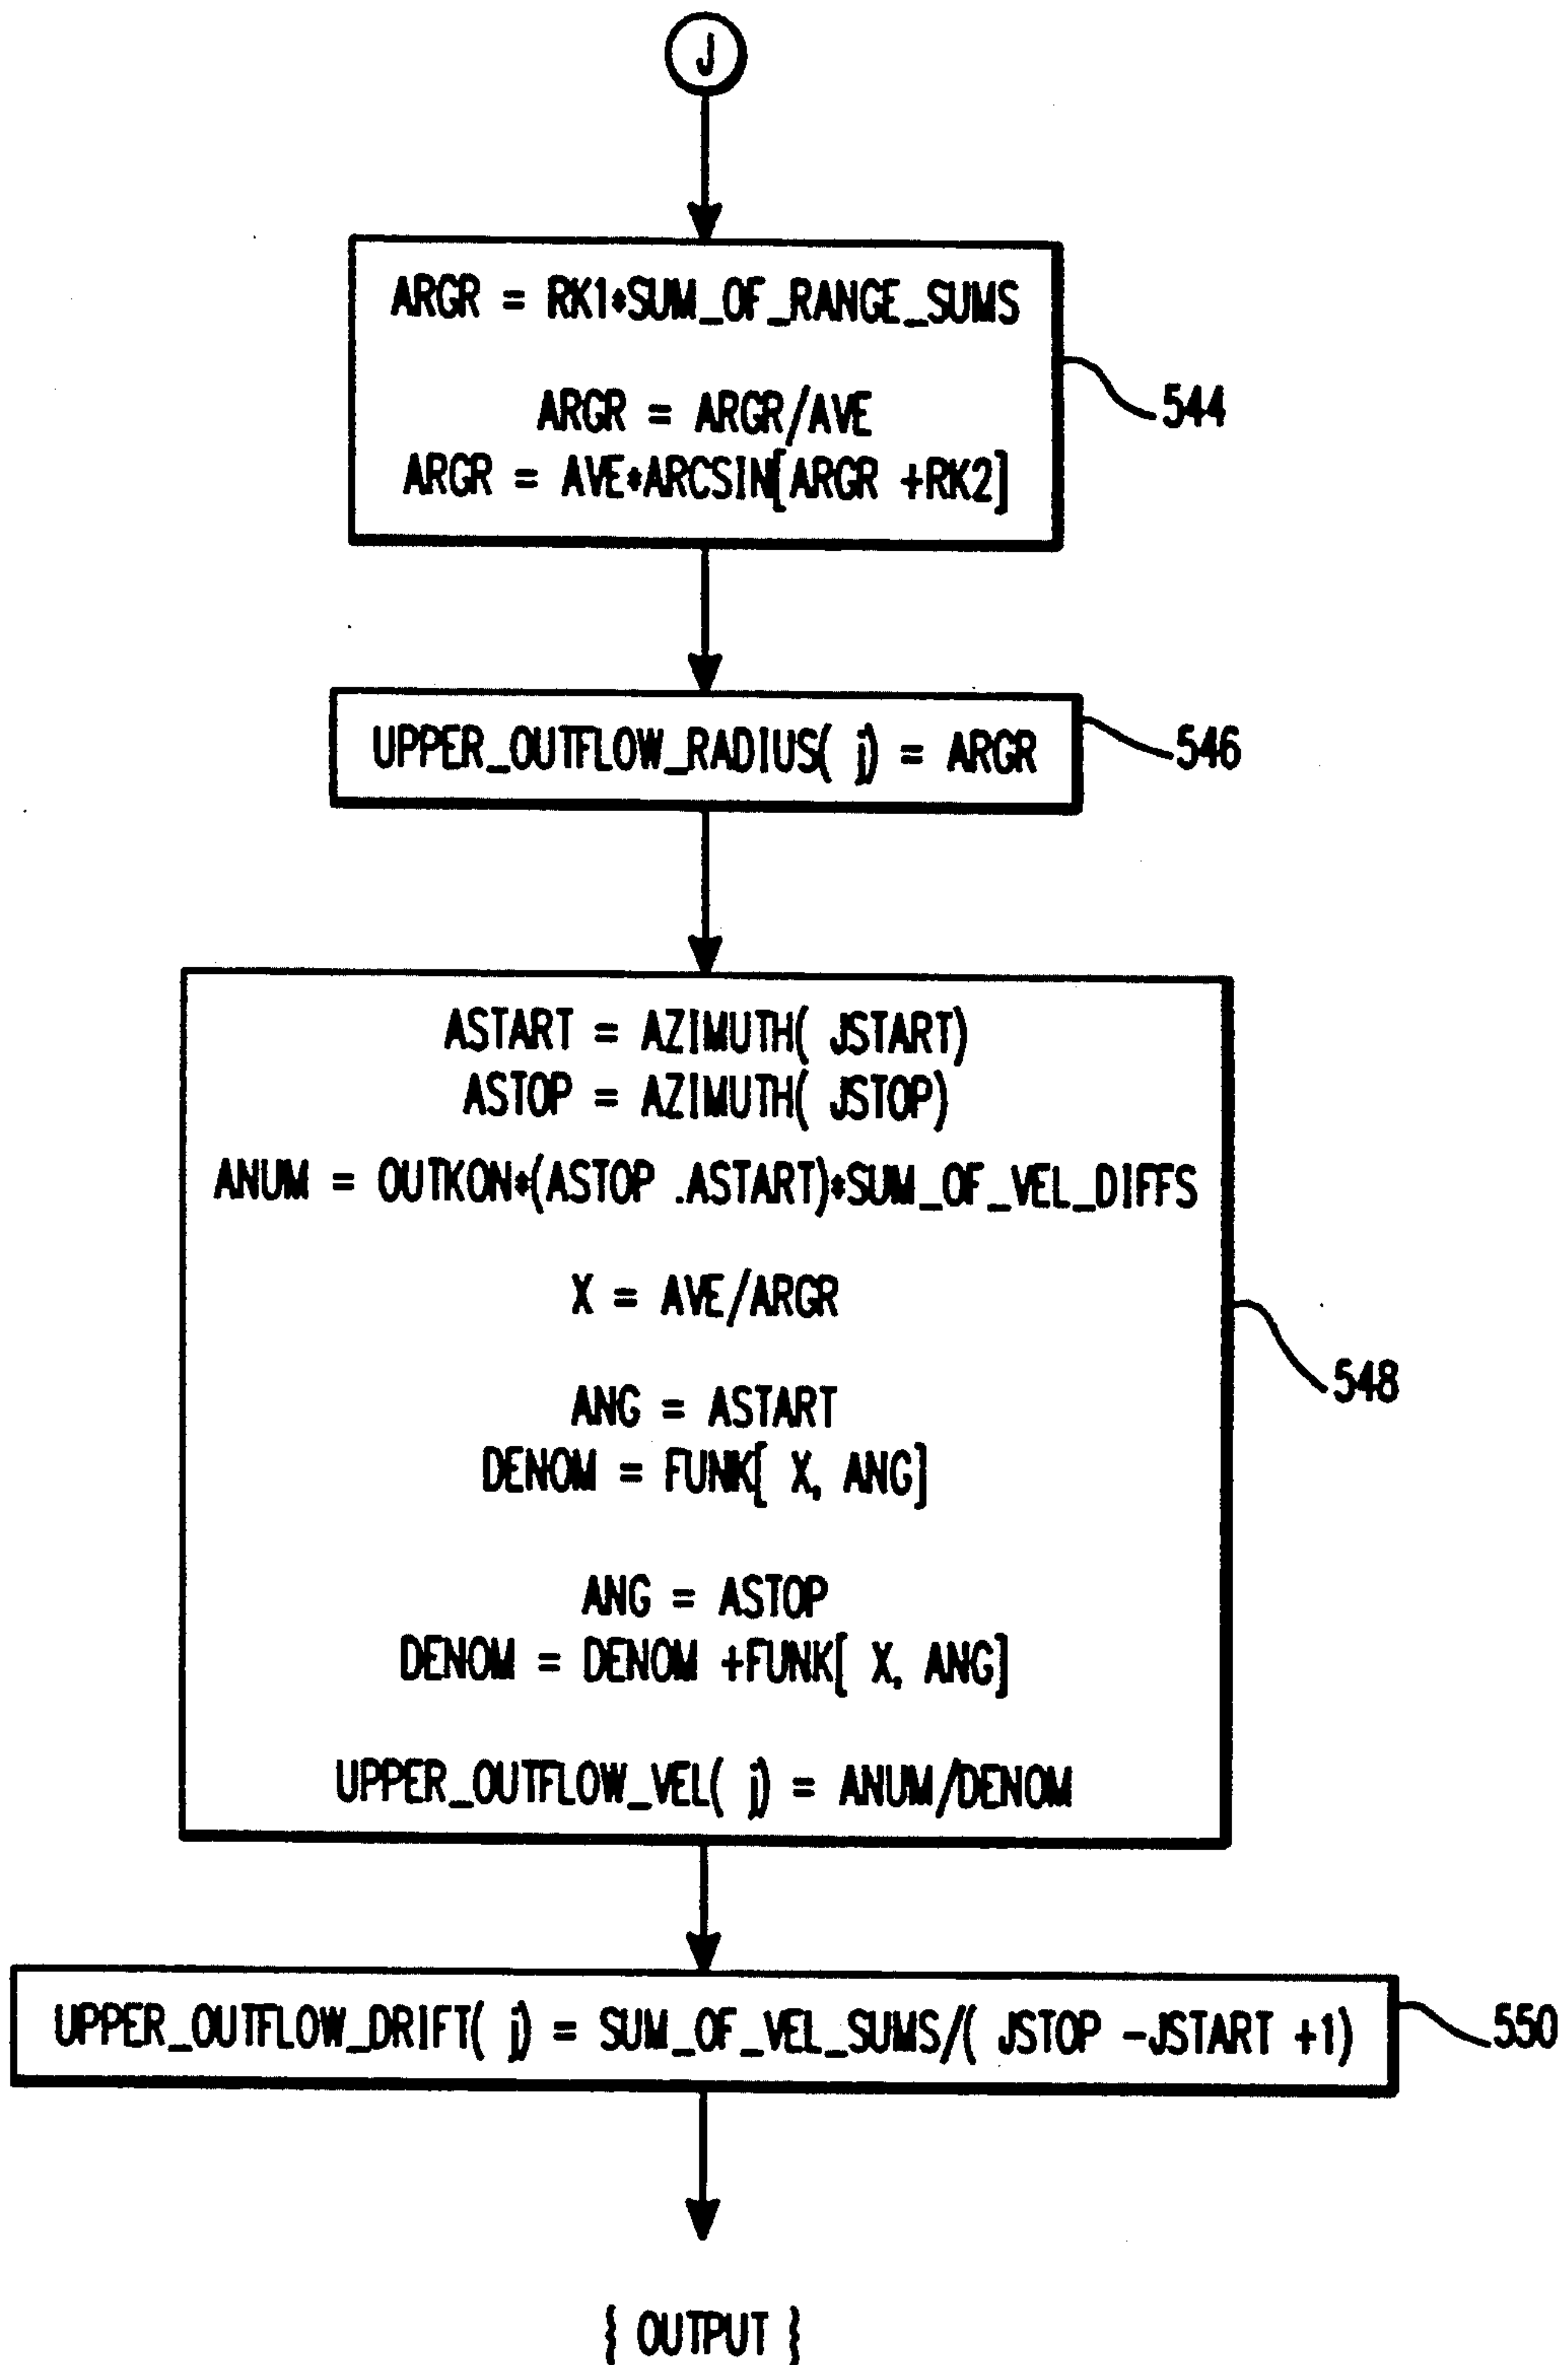 J
ARGR = RK1*SUM_OF_RANGE_SUMS
ARGR = ARGR/AVE
ARGR = AVE*ARCSIN[ARGR +RK2]
544
UPPER_OUTFLOW_RADIUS( j) = ARGR
546
ASTART = AZIMUTH( JSTART)
ASTOP = AZIMUTH( JSTOP)
ANUM = OUTKON*(ASTOP .ASTART)*SUM_OF_VEL_DIFFS
X = AVE/ARGR
ANG = ASTART
DENOM = FUNK[ X, ANG]
ANG = ASTOP
DENOM = DENOM +FUNK[ X, ANG]
UPPER_OUTFLOW_VEL( j) = ANUM/DENOM
548
UPPER_OUTFLOW_DRIFT( j) = SUM_OF_VEL_SUMS/( JSTOP -JSTART +1)
550
{ OUTPUT }